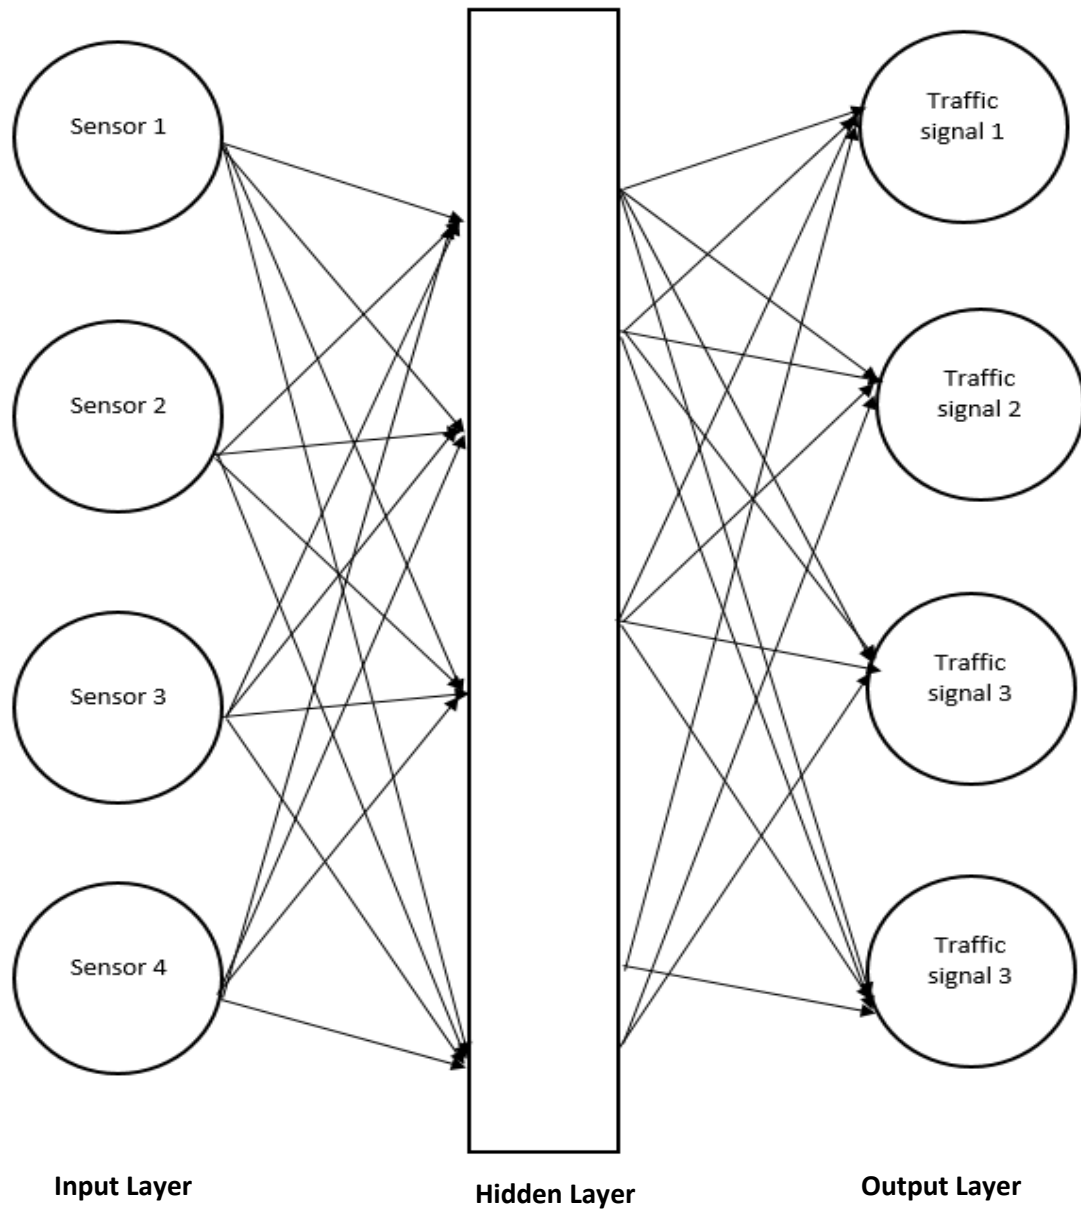 Sensor 1
Traffic
signal 1
Sensor 2
Traffic
signal 2
Sensor 3
Traffic
signal 3
Sensor 4
Traffic
signal 3
Input Layer
Hidden Layer
Output Layer